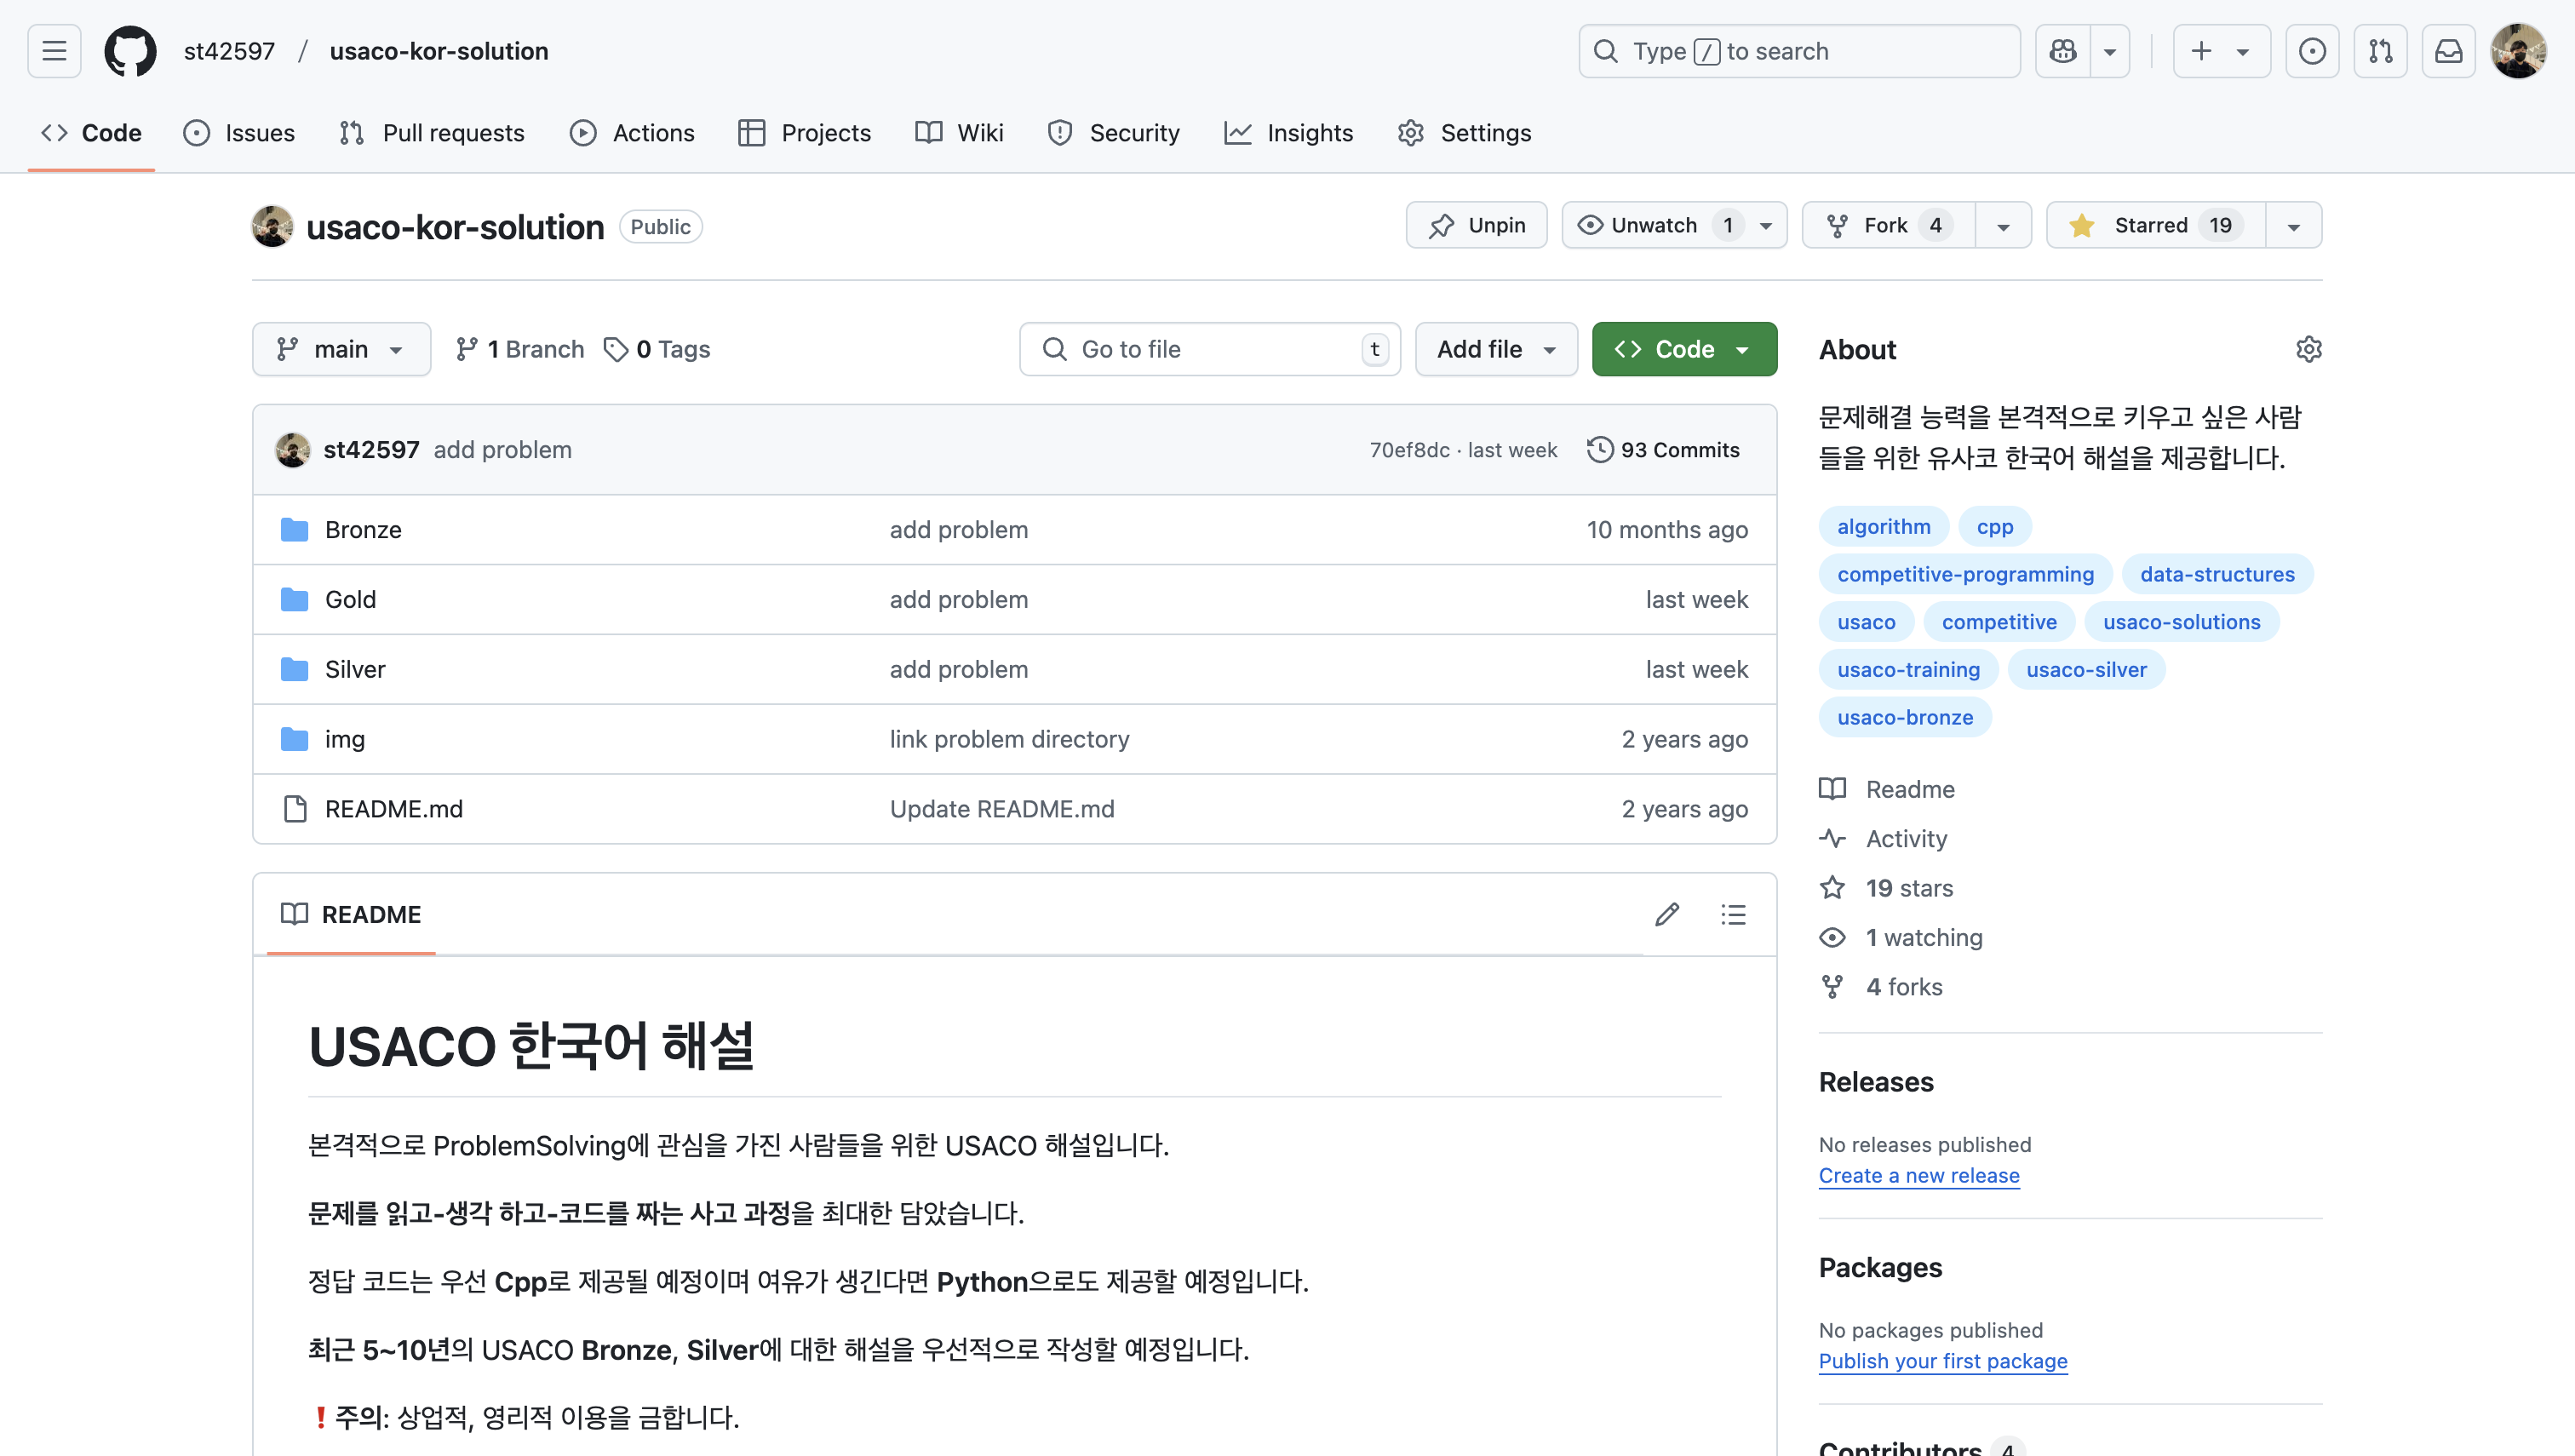 st42597 / usaco-kor-solution
Type / to search
Code
Issues
Pull requests
Actions
Projects
Wiki
Security
Insights
Settings
usaco-kor-solution Public
Unpin
Unwatch 1
Fork 4
Starred 19
main
1 Branch
0 Tags
Go to file t
Add file
Code
st42597 add problem 70ef8dc · last week 93 Commits
Bronze add problem 10 months ago
Gold add problem last week
Silver add problem last week
img link problem directory 2 years ago
README.md Update README.md 2 years ago
README
USACO 한국어 해설
본격적으로 ProblemSolving에 관심을 가진 사람들을 위한 USACO 해설입니다.
문제를 읽고-생각 하고-코드를 짜는 사고 과정을 최대한 담았습니다.
정답 코드는 우선 Cpp로 제공될 예정이며 여유가 생긴다면 Python으로도 제공할 예정입니다.
최근 5~10년의 USACO Bronze, Silver에 대한 해설을 우선적으로 작성할 예정입니다.
❗주의: 상업적, 영리적 이용을 금합니다.
About
문제해결 능력을 본격적으로 키우고 싶은 사람
들을 위한 유사코 한국어 해설을 제공합니다.
algorithm cpp
competitive-programming data-structures
usaco competitive usaco-solutions
usaco-training usaco-silver
usaco-bronze
Readme
Activity
19 stars
1 watching
4 forks
Releases
No releases published
Create a new release
Packages
No packages published
Publish your first package
Contributors 4